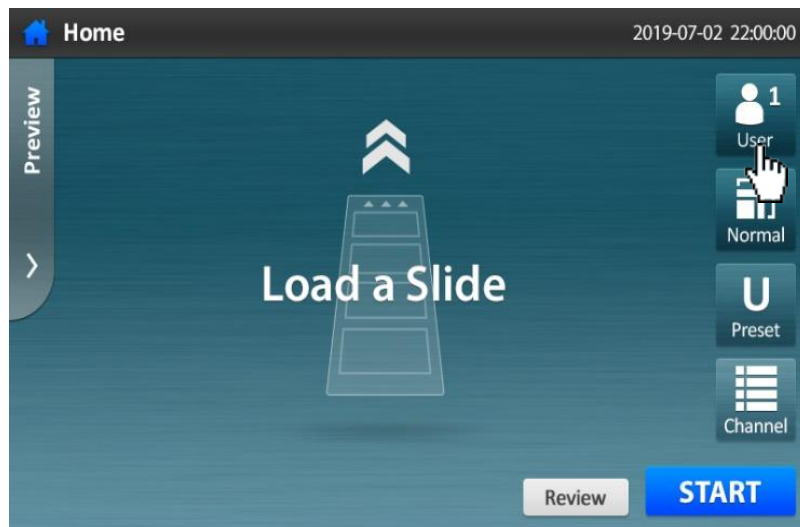 Home
2019-07-02 22:00:00
Preview
1
User
Load a Slide
Normal
U
Preset
Channel
Review
START